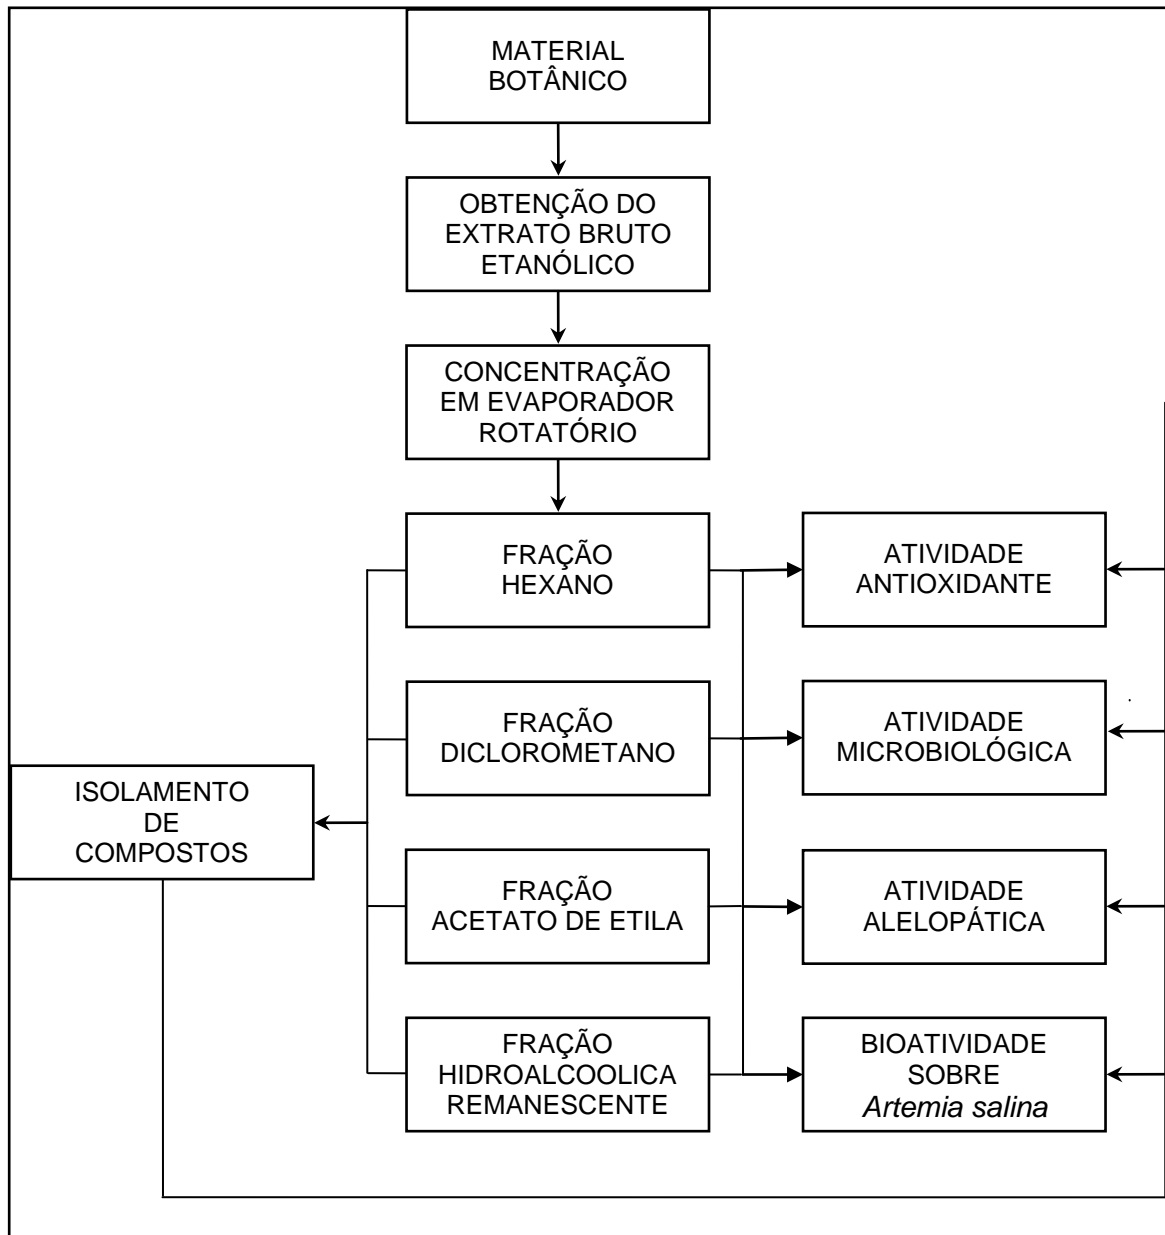 MATERIAL
BOTÂNICO
OBTENÇÃO DO
EXTRATO BRUTO
ETANÓLICO
CONCENTRAÇÃO
EM EVAPORADOR
ROTATÓRIO
FRAÇÃO
HEXANO
ATIVIDADE
ANTIOXIDANTE
FRAÇÃO
DICLOROMETANO
ATIVIDADE
MICROBIOLÓGICA
ISOLAMENTO
DE
COMPOSTOS
FRAÇÃO
ACETATO DE ETILA
ATIVIDADE
ALELOPÁTICA
FRAÇÃO
HIDROALCOOLICA
REMANESCENTE
BIOATIVIDADE
SOBRE
Artemia salina